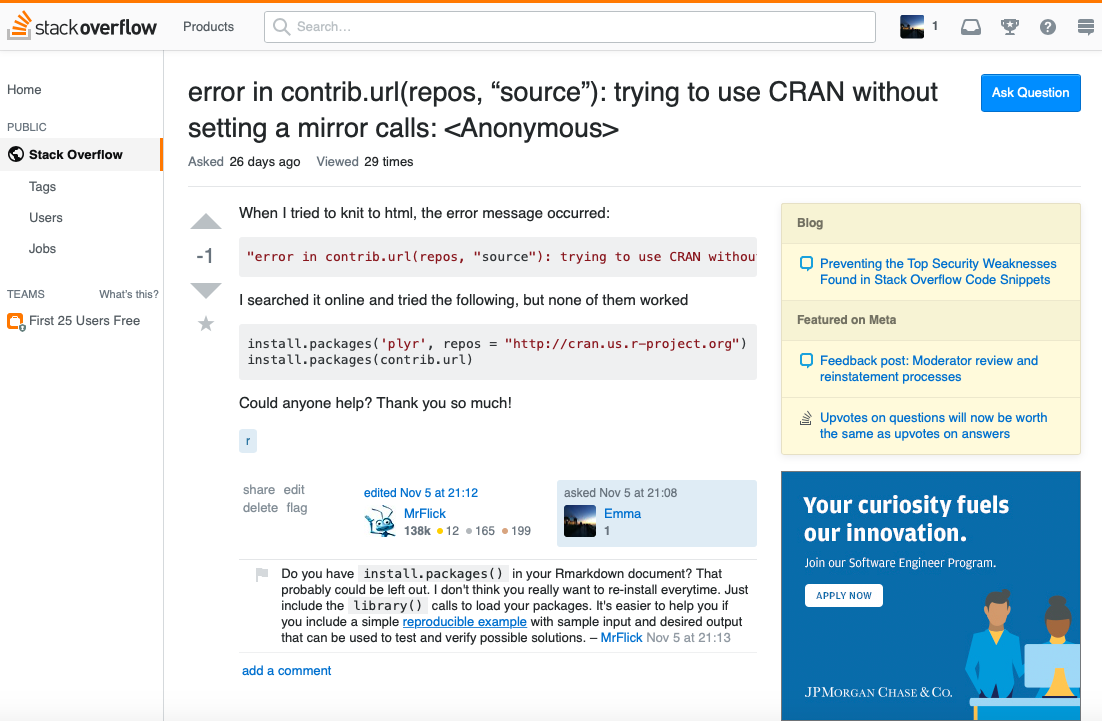 stackoverflow
Products
Search...
1
Home
PUBLIC
Stack Overflow
Tags
Users
Jobs
TEAMS
What's this?
First 25 Users Free
error in contrib.url(repos, “source”): trying to use CRAN without
setting a mirror calls: <Anonymous>
Ask Question
Asked 26 days ago Viewed 29 times
-1
When I tried to knit to html, the error message occurred:
"error in contrib.url(repos, "source"): trying to use CRAN withou
I searched it online and tried the following, but none of them worked
install.packages('plyr', repos = "http://cran.us.r-project.org")
install.packages(contrib.url)
Could anyone help? Thank you so much!
r
share edit
delete flag
edited Nov 5 at 21:12
MrFlick
138k 12 165 199
asked Nov 5 at 21:08
Emma
1
Do you have install.packages() in your Rmarkdown document? That
probably could be left out. I don't think you really want to re-install everytime. Just
include the library() calls to load your packages. It's easier to help you if
you include a simple reproducible example with sample input and desired output
that can be used to test and verify possible solutions. – MrFlick Nov 5 at 21:13
add a comment
Blog
Preventing the Top Security Weaknesses
Found in Stack Overflow Code Snippets
Featured on Meta
Feedback post: Moderator review and
reinstatement processes
Upvotes on questions will now be worth
the same as upvotes on answers
Your curiosity fuels
our innovation.
Join our Software Engineer Program.
APPLY NOW
JPMORGAN CHASE & CO.